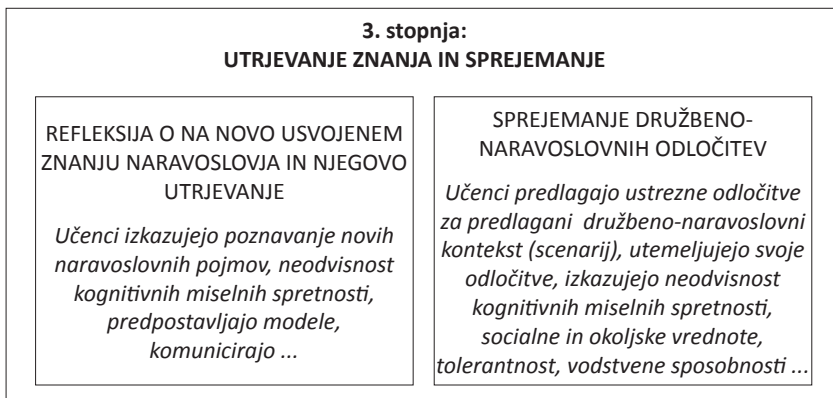 3. stopnja:
UTRJEVANJE ZNANJA IN SPREJEMANJE
REFLEKSIJA O NA NOVO USVOJENEM
ZNANJU NARAVOSLOVJA IN NJEGOVO
UTRJEVANJE
Učenci izkazujejo poznavanje novih
naravoslovnih pojmov, neodvisnost
kognitivnih miselnih spretnosti,
predpostavljajo modele,
komunicirajo ...
SPREJEMANJE DRUŽBENO-
NARAVOSLOVNIH ODLOČITEV
Učenci predlagajo ustrezne odločitve
za predlagani družbeno-naravoslovni
kontekst (scenarij), utemeljujejo svoje
odločitve, izkazujejo neodvisnost
kognitivnih miselnih spretnosti,
socialne in okoljske vrednote,
tolerantnost, vodstvene sposobnosti ...